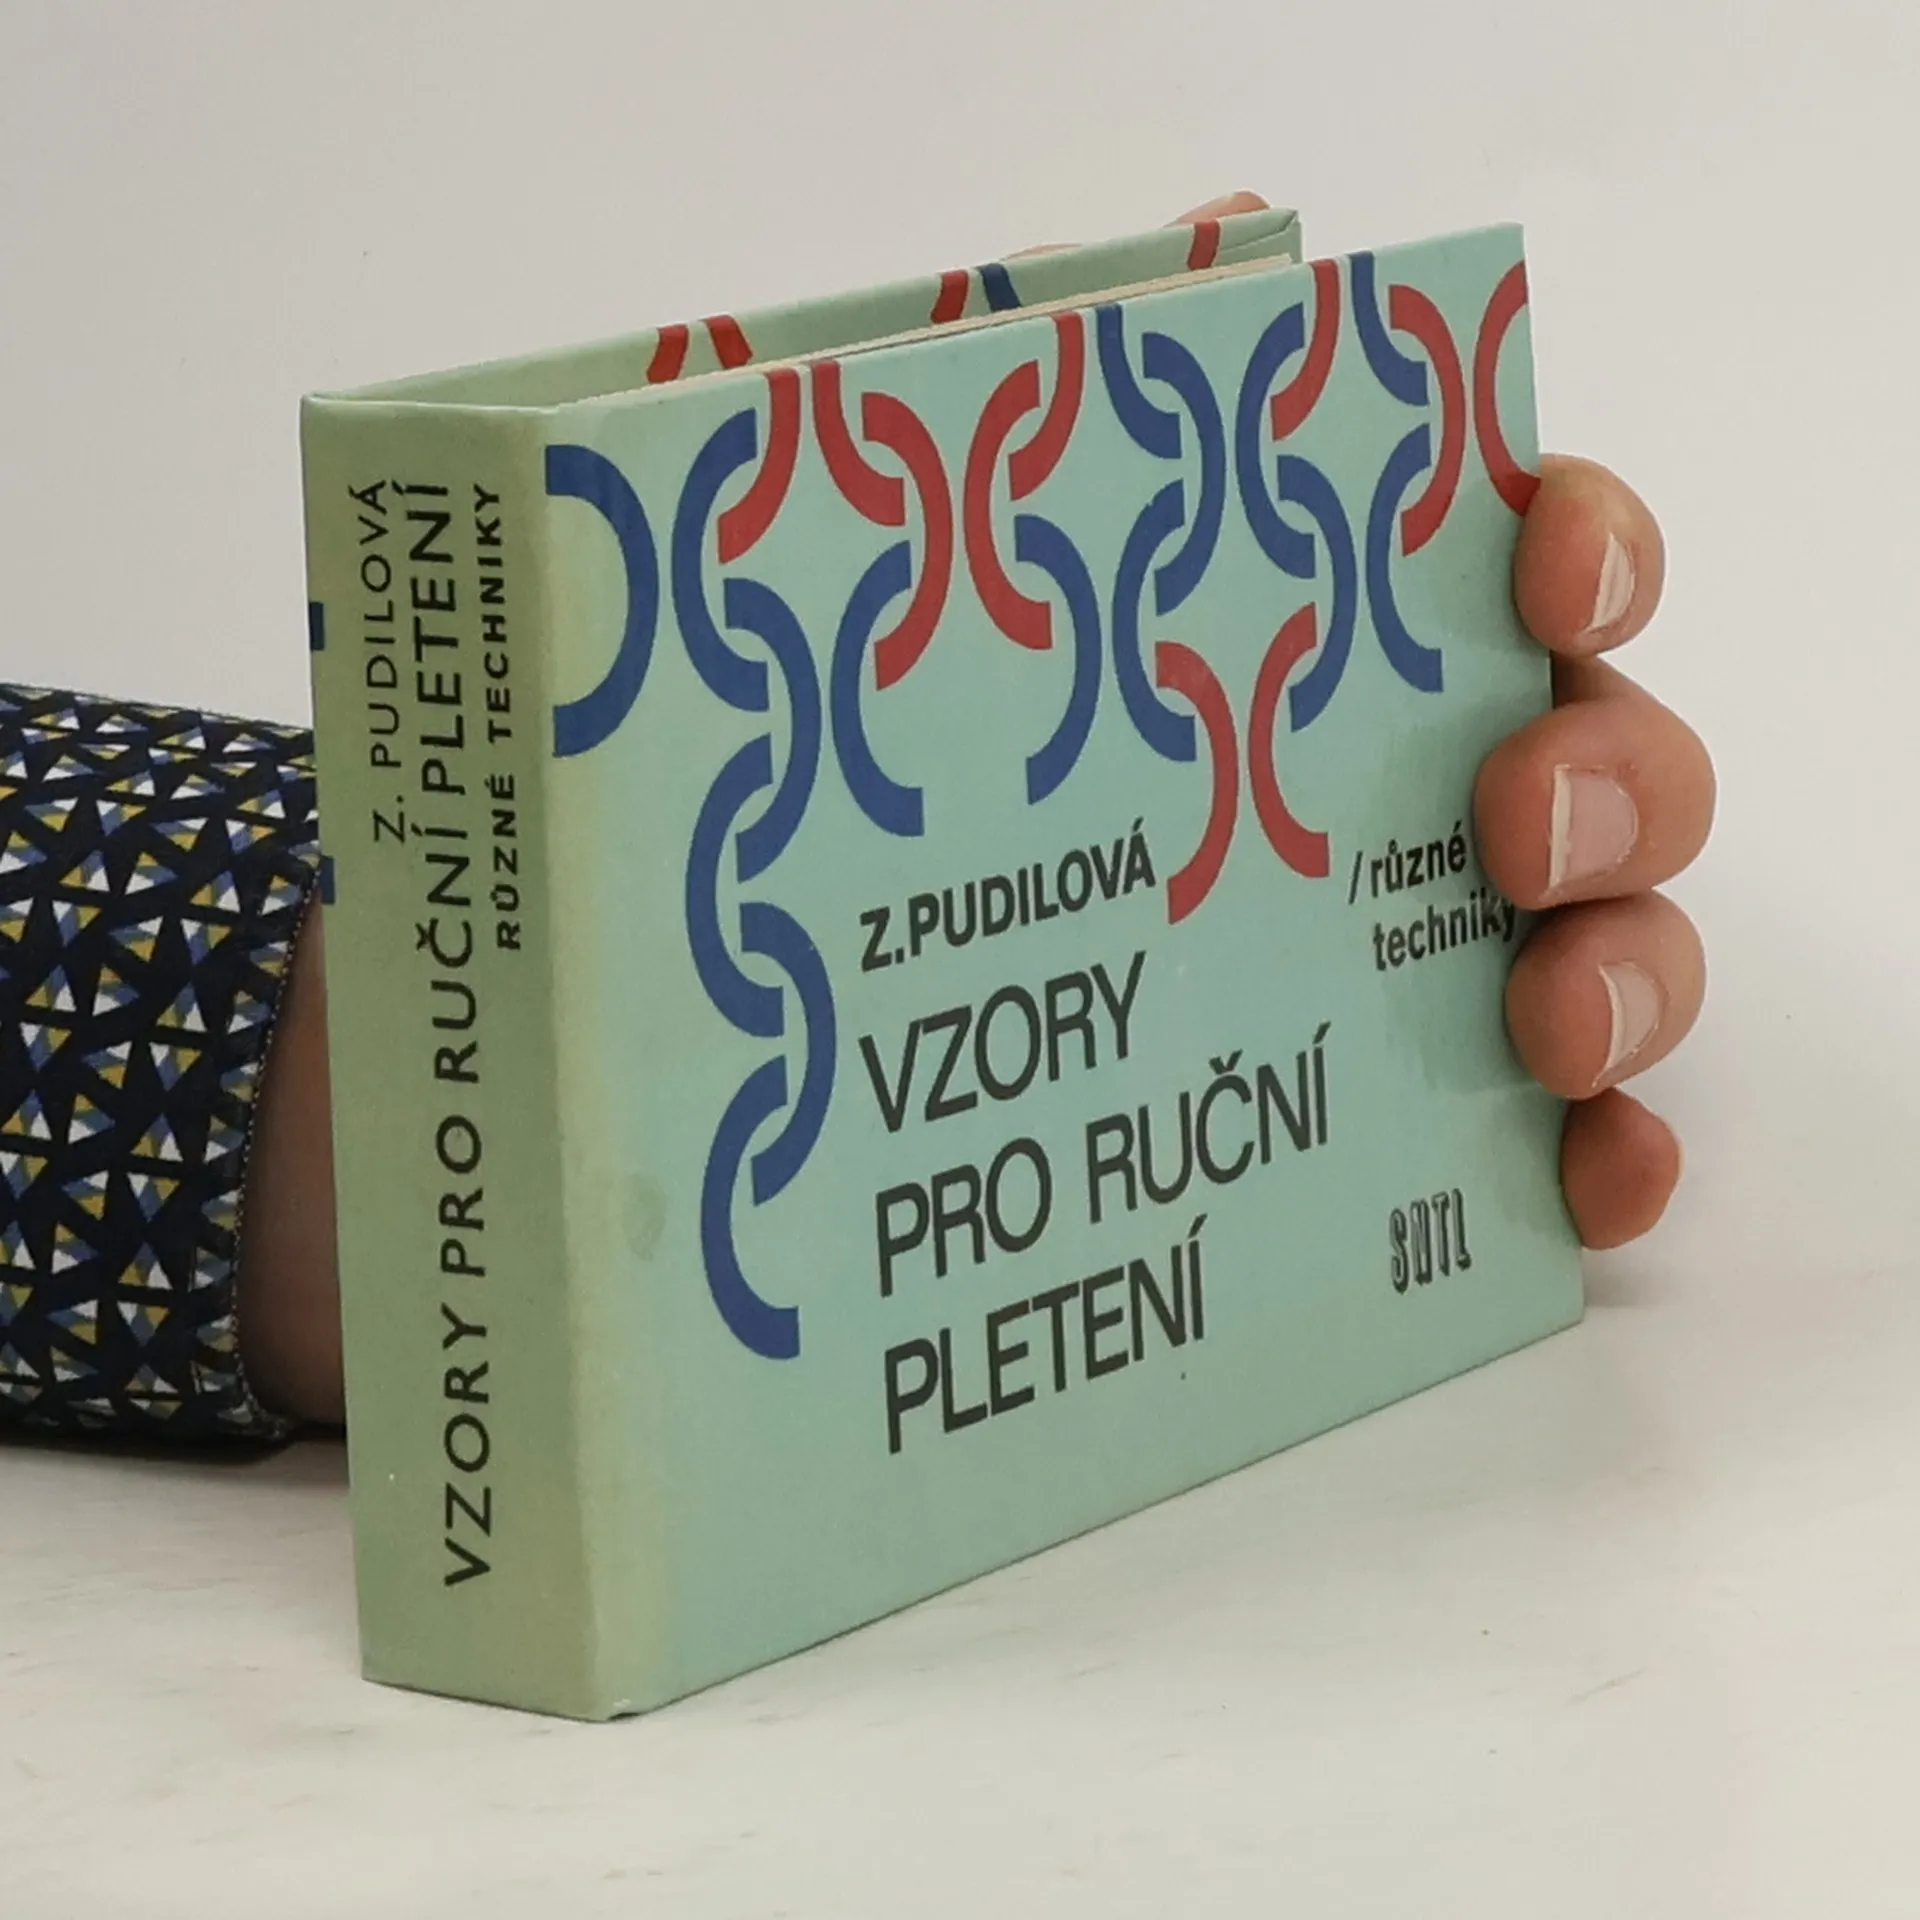 Z. PUDILOVÁ
VZORY PRO RUČNÍ PLETENÍ
RŮZNÉ TECHNIKY
Z.PUDILOVÁ
VZORY
PRO RUČNÍ
PLETENÍ
/různé
techniky
SNTL